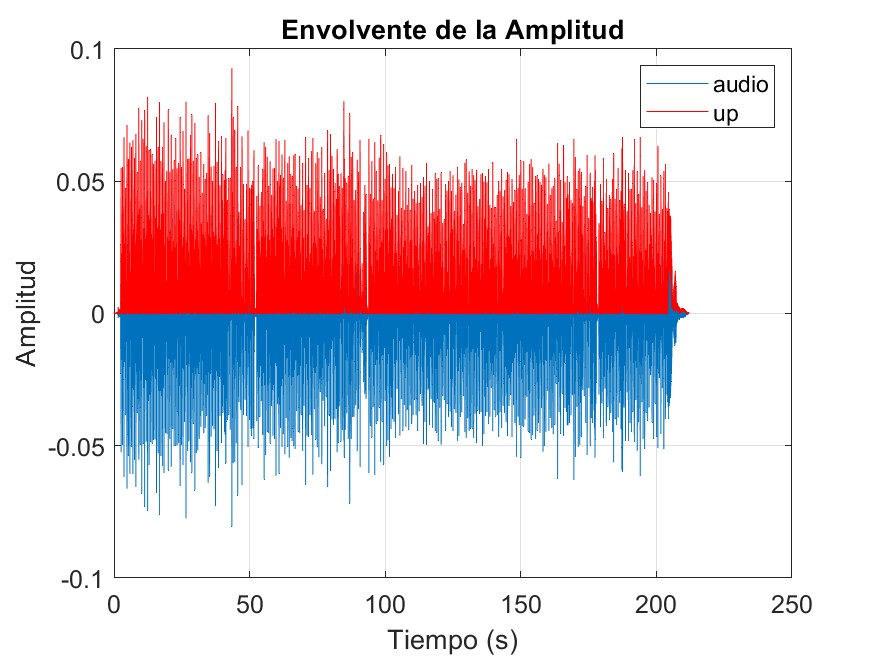 Envolvente de la Amplitud
0.1
0.05
0
-0.05
-0.1
Amplitud
audio
up
0 50 100 150 200 250
Tiempo (s)